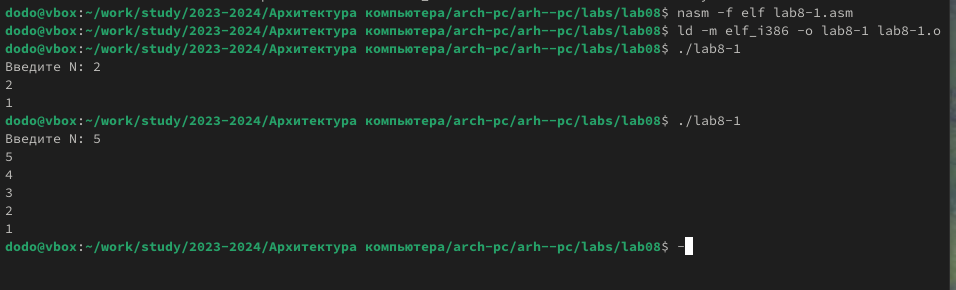 dodo@vbox:~/work/study/2023-2024/Архитектура компьютера/arch-pc/arh--pc/labs/lab08$ nasm -f elf lab8-1.asm
dodo@vbox:~/work/study/2023-2024/Архитектура компьютера/arch-pc/arh--pc/labs/lab08$ ld -m elf_i386 -o lab8-1 lab8-1.o
dodo@vbox:~/work/study/2023-2024/Архитектура компьютера/arch-pc/arh--pc/labs/lab08$ ./lab8-1
Введите N: 2
2
1
dodo@vbox:~/work/study/2023-2024/Архитектура компьютера/arch-pc/arh--pc/labs/lab08$ ./lab8-1
Введите N: 5
5
4
3
2
1
dodo@vbox:~/work/study/2023-2024/Архитектура компьютера/arch-pc/arh--pc/labs/lab08$ -